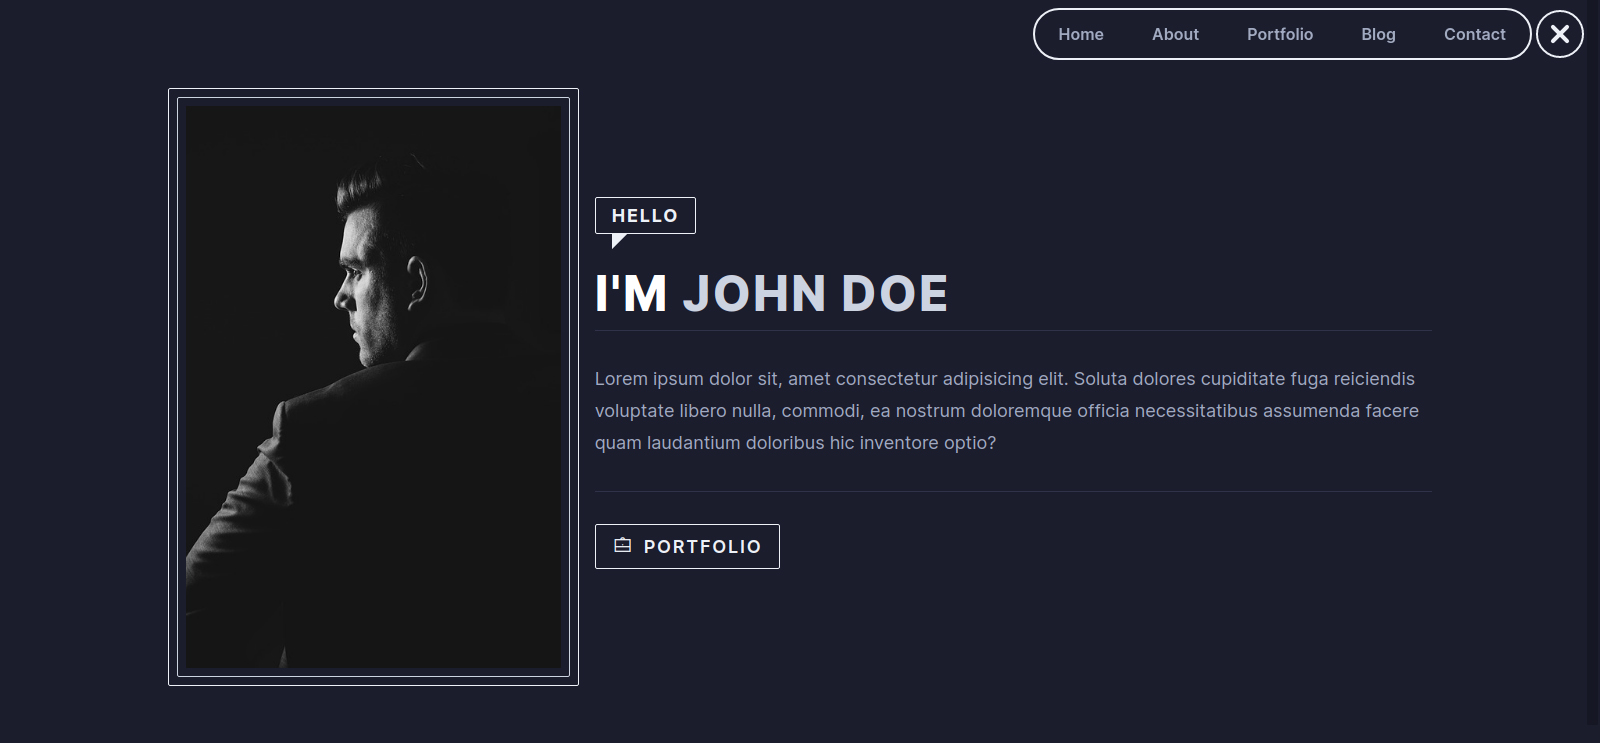 Home About Portfolio Blog Contact
HELLO
I'M JOHN DOE
Lorem ipsum dolor sit, amet consectetur adipisicing elit. Soluta dolores cupiditate fuga reiciendis
voluptate libero nulla, commodi, ea nostrum doloremque officia necessitatibus assumenda facere
quam laudantium doloribus hic inventore optio?
PORTFOLIO